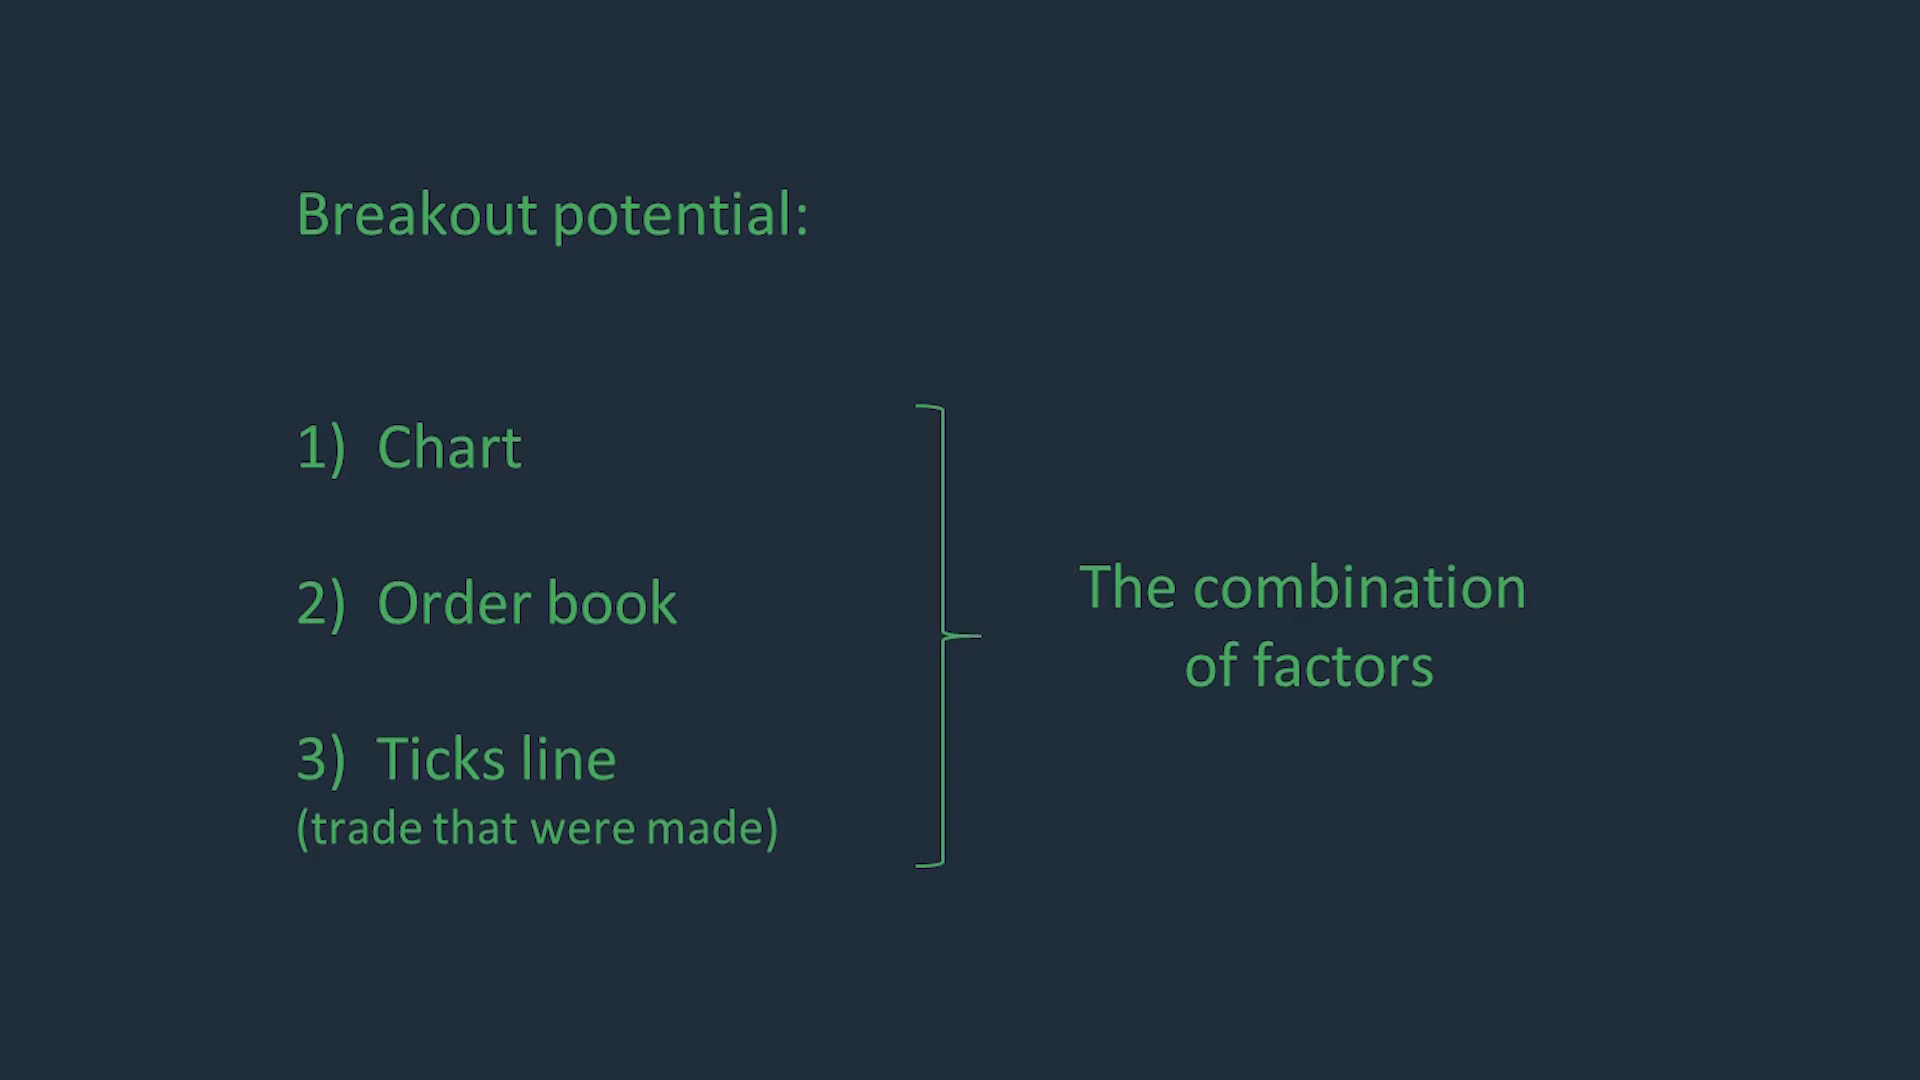 Breakout potential:
1) Chart
2) Order book
3) Ticks line
(trade that were made)
The combination
of factors